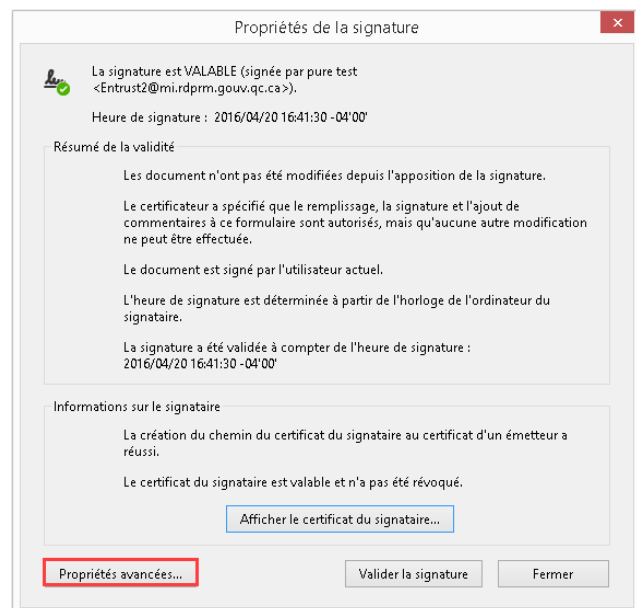 Propriétés de la signature
La signature est VALABLE (signée par pure test
<Entrust2@mi.rdprm.gouv.qc.ca>).
Heure de signature : 2016/04/20 16:41:30 -04'00'
Résumé de la validité
Les document n'ont pas été modifiées depuis l'apposition de la signature.
Le certificateur a spécifié que le remplissage, la signature et l'ajout de
commentaires à ce formulaire sont autorisés, mais qu'aucune autre modification
ne peut être effectuée.
Le document est signé par l'utilisateur actuel.
L'heure de signature est déterminée à partir de l'horloge de l'ordinateur du
signataire.
La signature a été validée à compter de l'heure de signature :
2016/04/20 16:41:30 -04'00'
Informations sur le signataire
La création du chemin du certificat du signataire au certificat d'un émetteur a
réussi.
Le certificat du signataire est valable et n'a pas été révoqué.
Afficher le certificat du signataire...
Propriétés avancées... Valider la signature Fermer